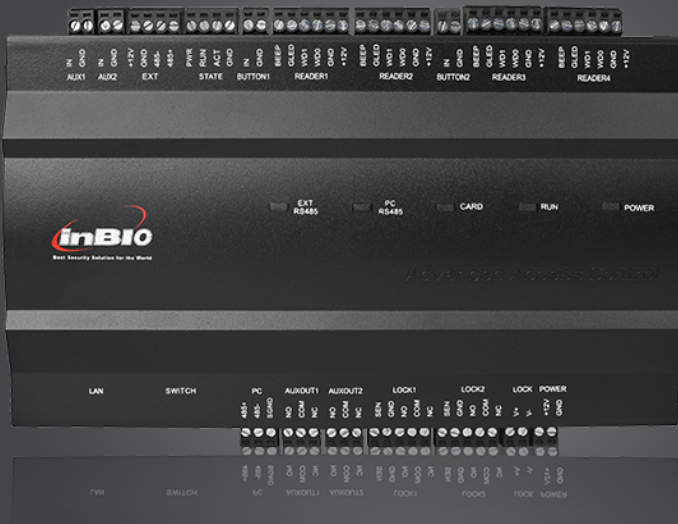 IN GND IN GND +12V GND 485- 485+ PWR RUN ACT GND IN GND BEEP GLED WD1 WD0 GND +12V BEEP GLED WD1 WD0 GND +12V IN GND BEEP GLED WD1 WD0 GND +12V BEEP GLED WD1 WD0 GND +12V
AUX1 AUX2 EXT STATE BUTTON1 READER1 READER2 BUTTON2 READER3 READER4
EXT RS485
PC RS485
CARD
RUN
POWER
inBIO
Best Security Solution for the World
Advanced Access Control
LAN SWITCH PC AUXOUT1 AUXOUT2 LOCK1 LOCK2 LOCK POWER
485+ 485- SGND NO COM NC NO COM NC SEN GND NO COM NC SEN GND NO COM NC V+ V- +12V GND